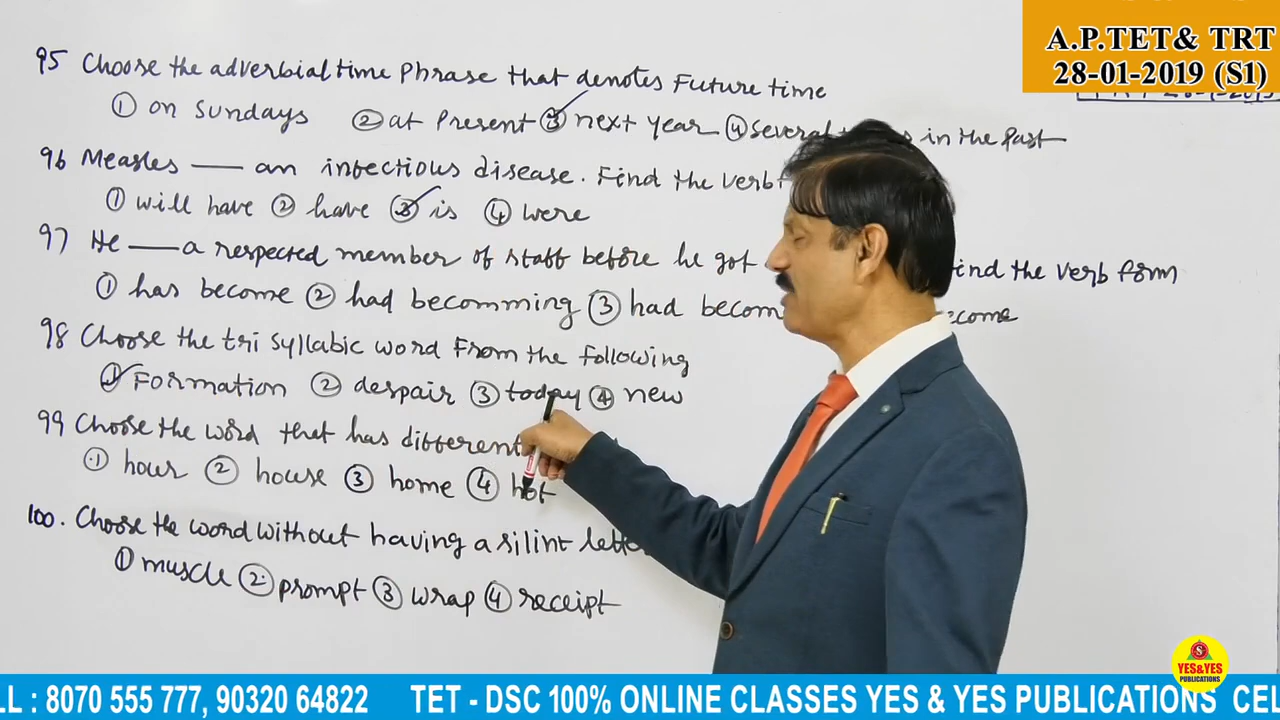 A.P.TET& TRT
28-01-2019 (S1)
95 Choose the adverbial time Phrase that denotes Future time
① on Sundays ② at Present ③ next year ④ several in the Past
96 Measles —— an infectious disease. Find the verb
① will have ② have ③ is ④ were
97 He —— a respected member of staff before he got find the verb form
① has become ② had becomming ③ had becom ecome
98 Choose the tri syllabic word From the following
① Formation ② despair ③ today ④ new
99 Choose the word that has different
① hour ② house ③ home ④ hot
100. Choose the word without having a silint lette
① muscle ② prompt ③ wrap ④ receipt
YES&YES
PUBLICATIONS
LL : 8070 555 777, 90320 64822 TET - DSC 100% ONLINE CLASSES YES & YES PUBLICATIONS CEL